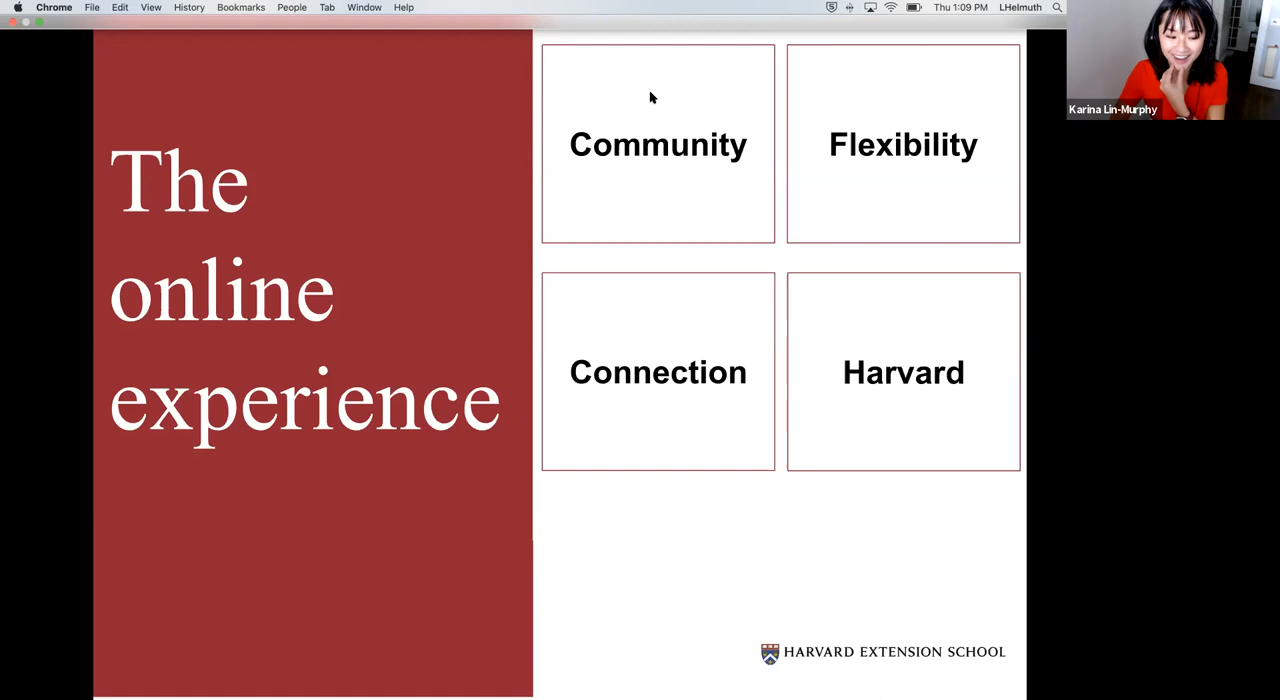 Chrome File Edit View History Bookmarks People Tab Window Help Thu 1:09 PM LHelmuth
The
online
experience
Community
Flexibility
Connection
Harvard
HARVARD EXTENSION SCHOOL
Karina Lin-Murphy